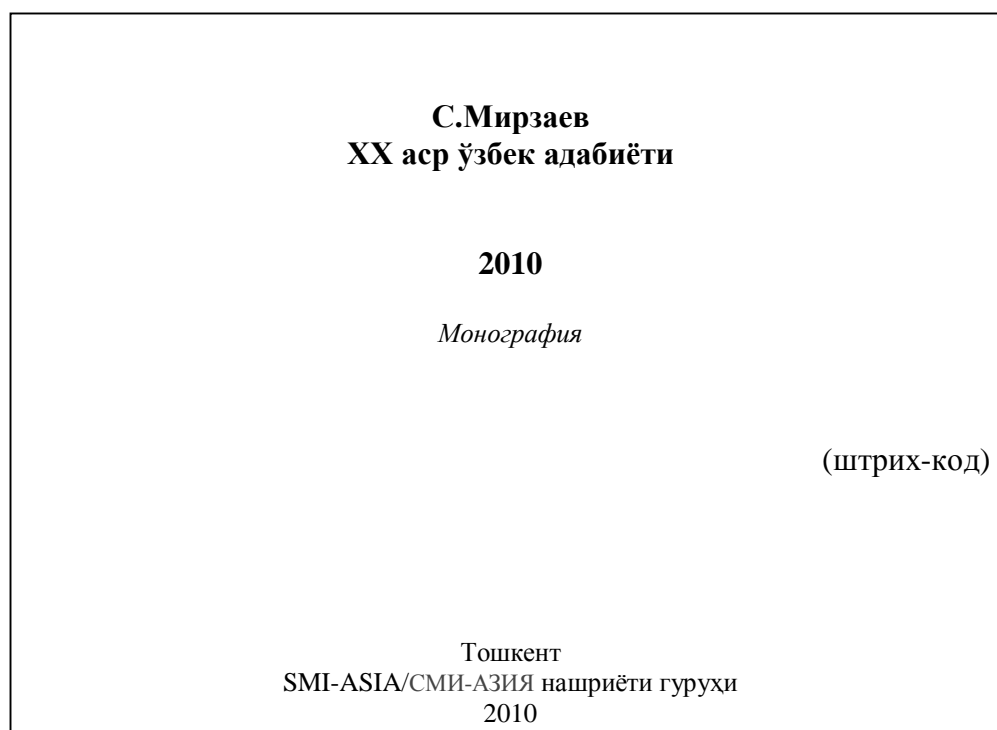 С.Мирзаев
XX аср ўзбек адабиёти
2010
Монография
(штрих-код)
Тошкент
SMI-ASIA/СМИ-АЗИЯ нашриёти гуруҳи
2010